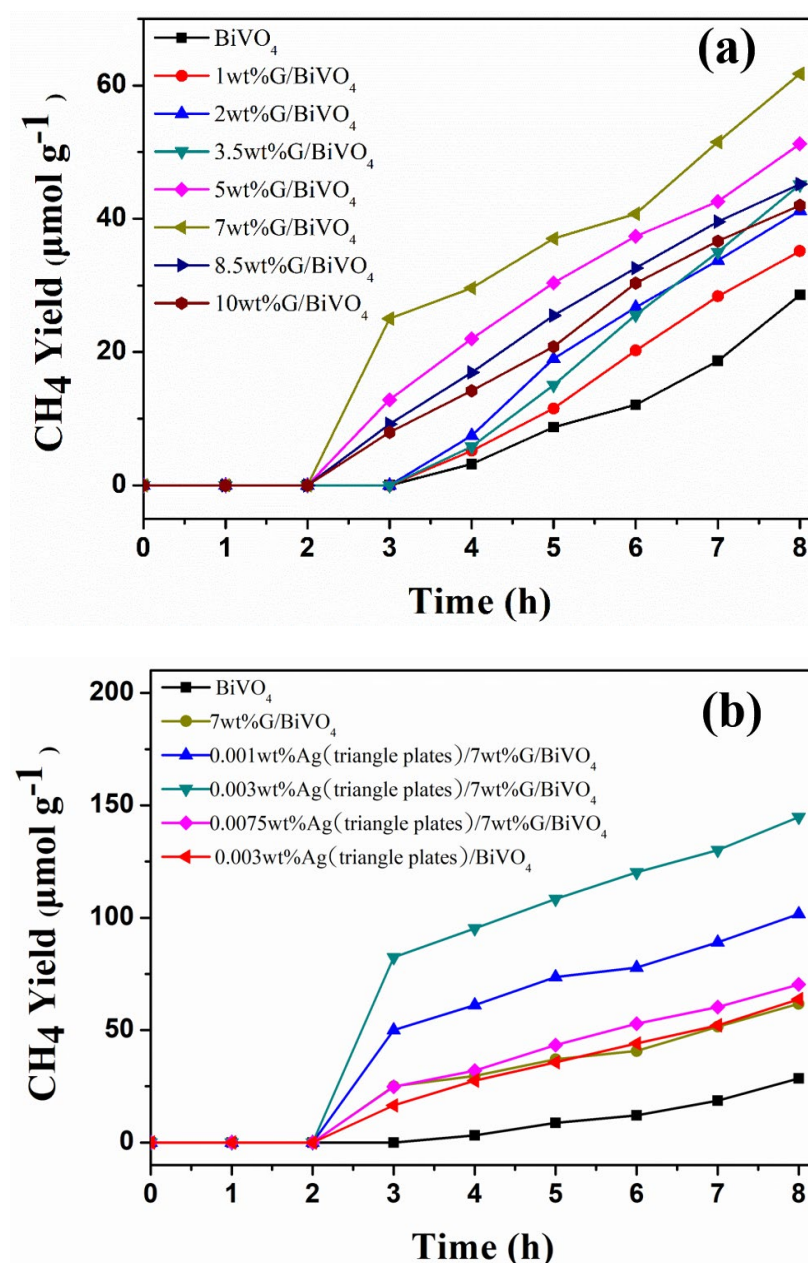 (a)
BiVO4
1wt%G/BiVO4
2wt%G/BiVO4
3.5wt%G/BiVO4
5wt%G/BiVO4
7wt%G/BiVO4
8.5wt%G/BiVO4
10wt%G/BiVO4
CH4 Yield (μmol g-1)
60
40
20
0
0 1 2 3 4 5 6 7 8
Time (h)
(b)
BiVO4
7wt%G/BiVO4
0.001wt%Ag(triangle plates)/7wt%G/BiVO4
0.003wt%Ag(triangle plates)/7wt%G/BiVO4
0.0075wt%Ag(triangle plates)/7wt%G/BiVO4
0.003wt%Ag(triangle plates)/BiVO4
CH4 Yield (μmol g-1)
200
150
100
50
0
0 1 2 3 4 5 6 7 8
Time (h)